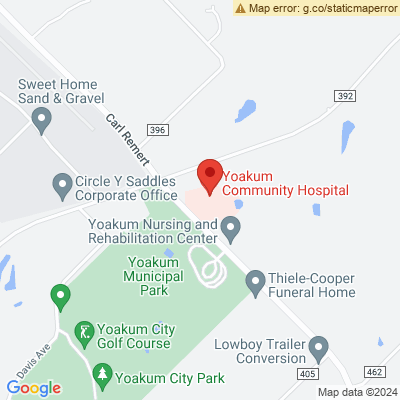 Map error: g.co/staticmaperror
392
Sweet Home
Sand & Gravel
Carl Remert
396
Yoakum
Community Hospital
Circle Y Saddles
Corporate Office
Yoakum Nursing and
Rehabilitation Center
Yoakum
Municipal
Park
Thiele-Cooper
Funeral Home
Yoakum City
Golf Course
Davis Ave
Lowboy Trailer
Conversion
462
405
Yoakum City Park
Google
Map data ©2024